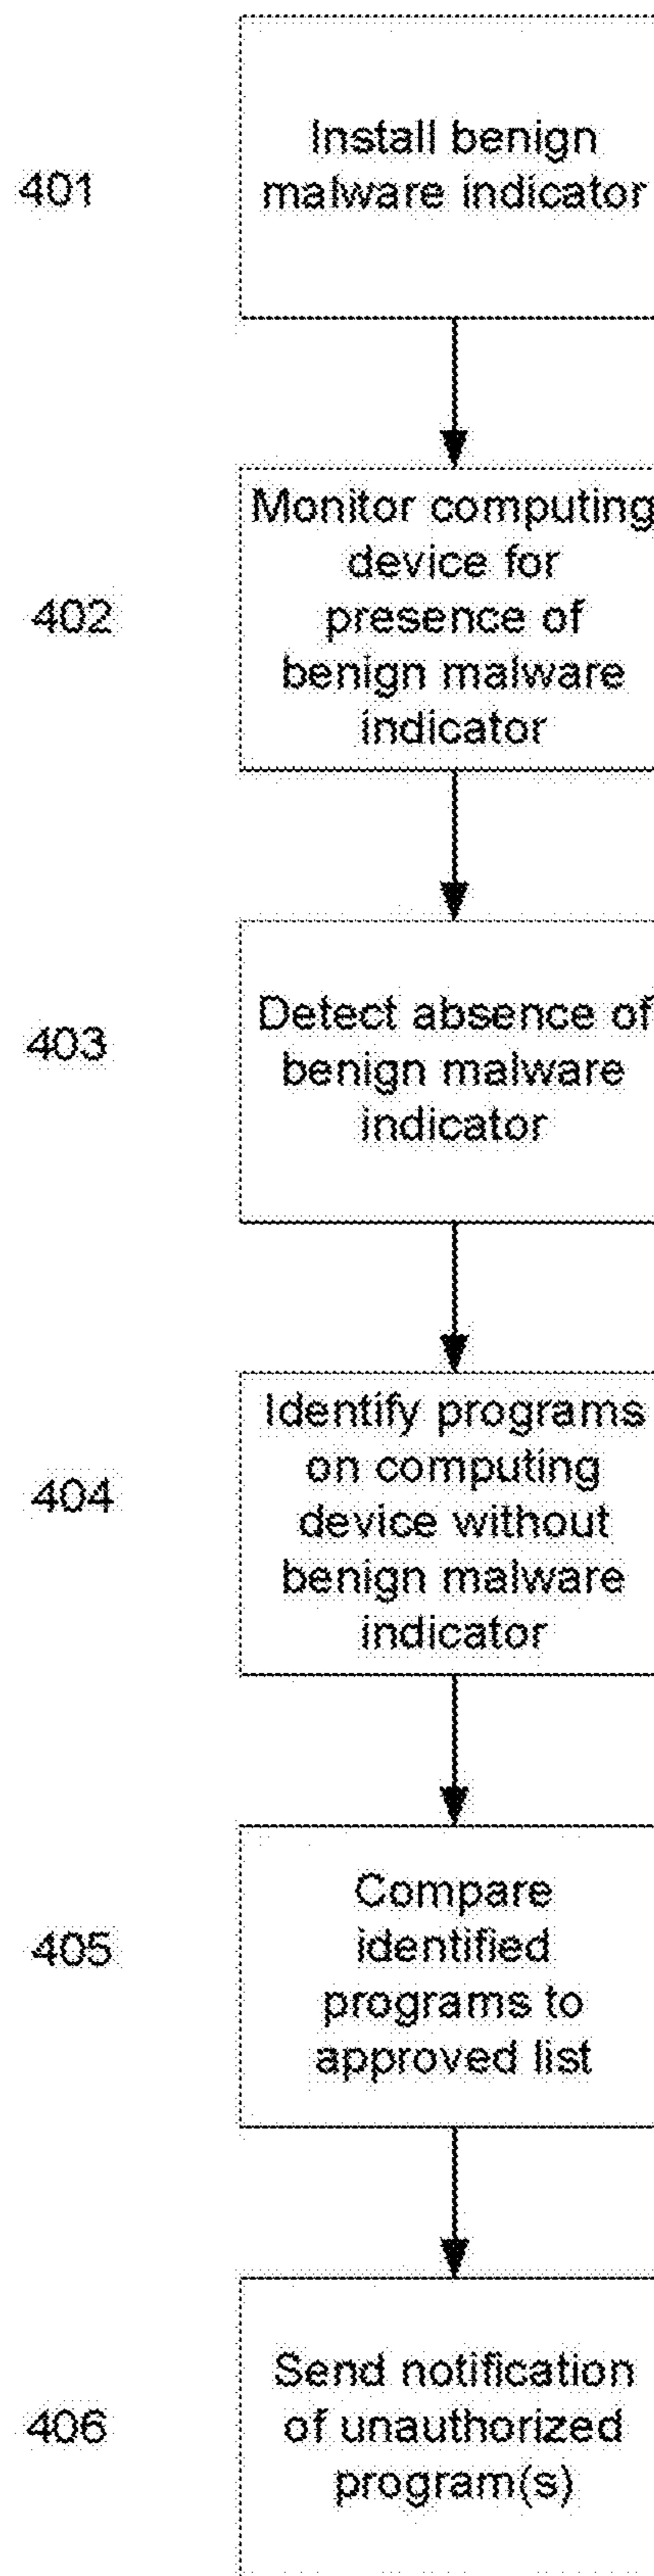 401
Install benign
malware indicator
402
Monitor computing
device for
presence of
benign malware
indicator
403
Detect absence of
benign malware
indicator
404
Identify programs
on computing
device without
benign malware
indicator
405
Compare
identified
programs to
approved list
406
Send notification
of unauthorized
program(s)